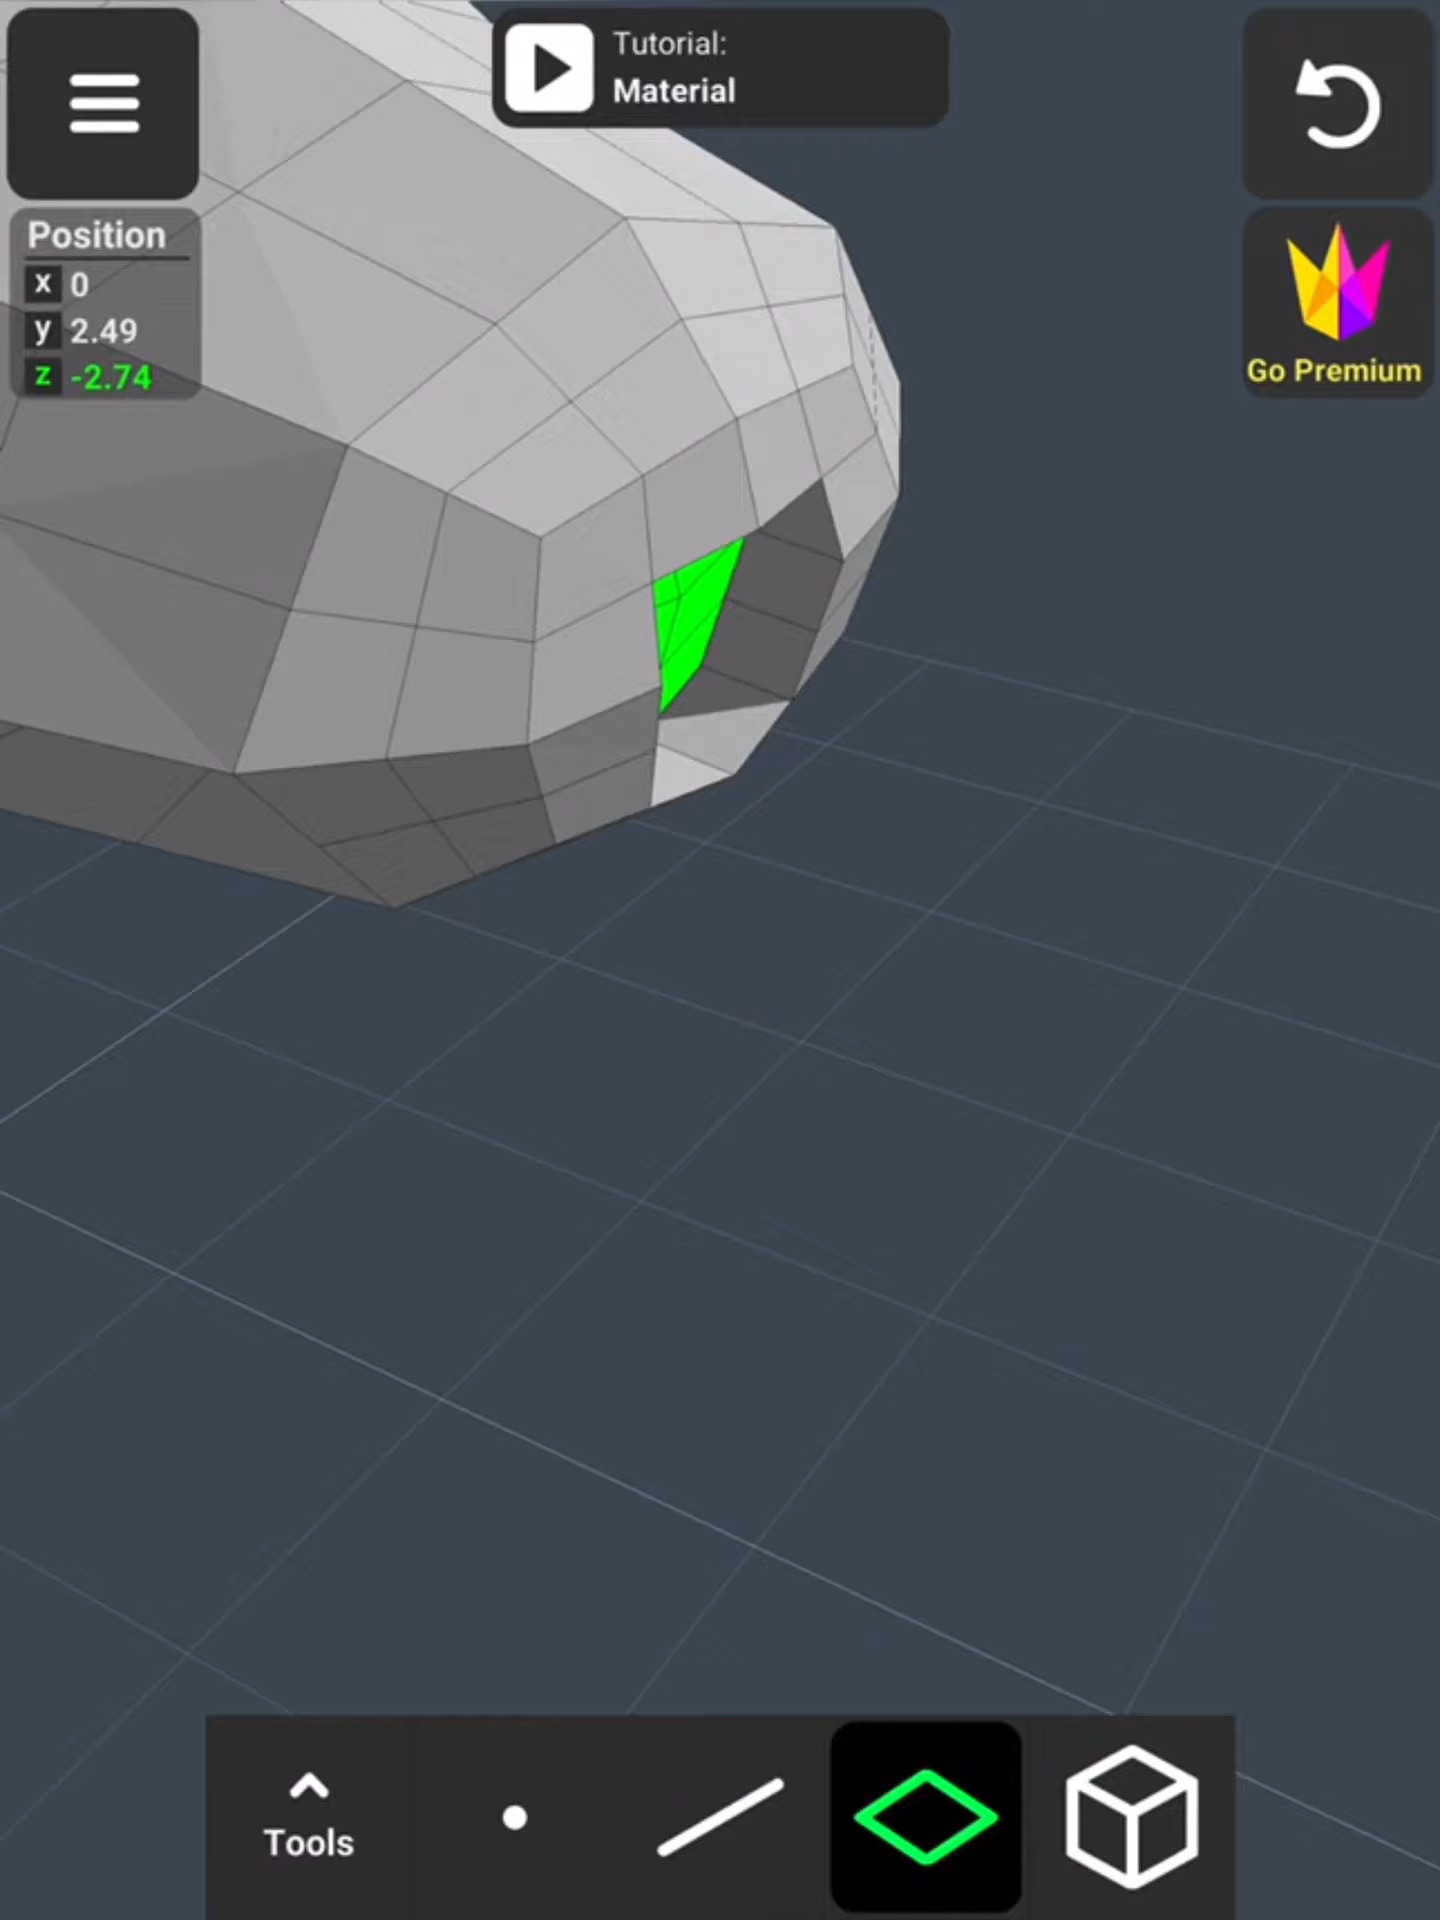 Tutorial:
Material
Position
x 0
y 2.49
z -2.74
Go Premium
Tools